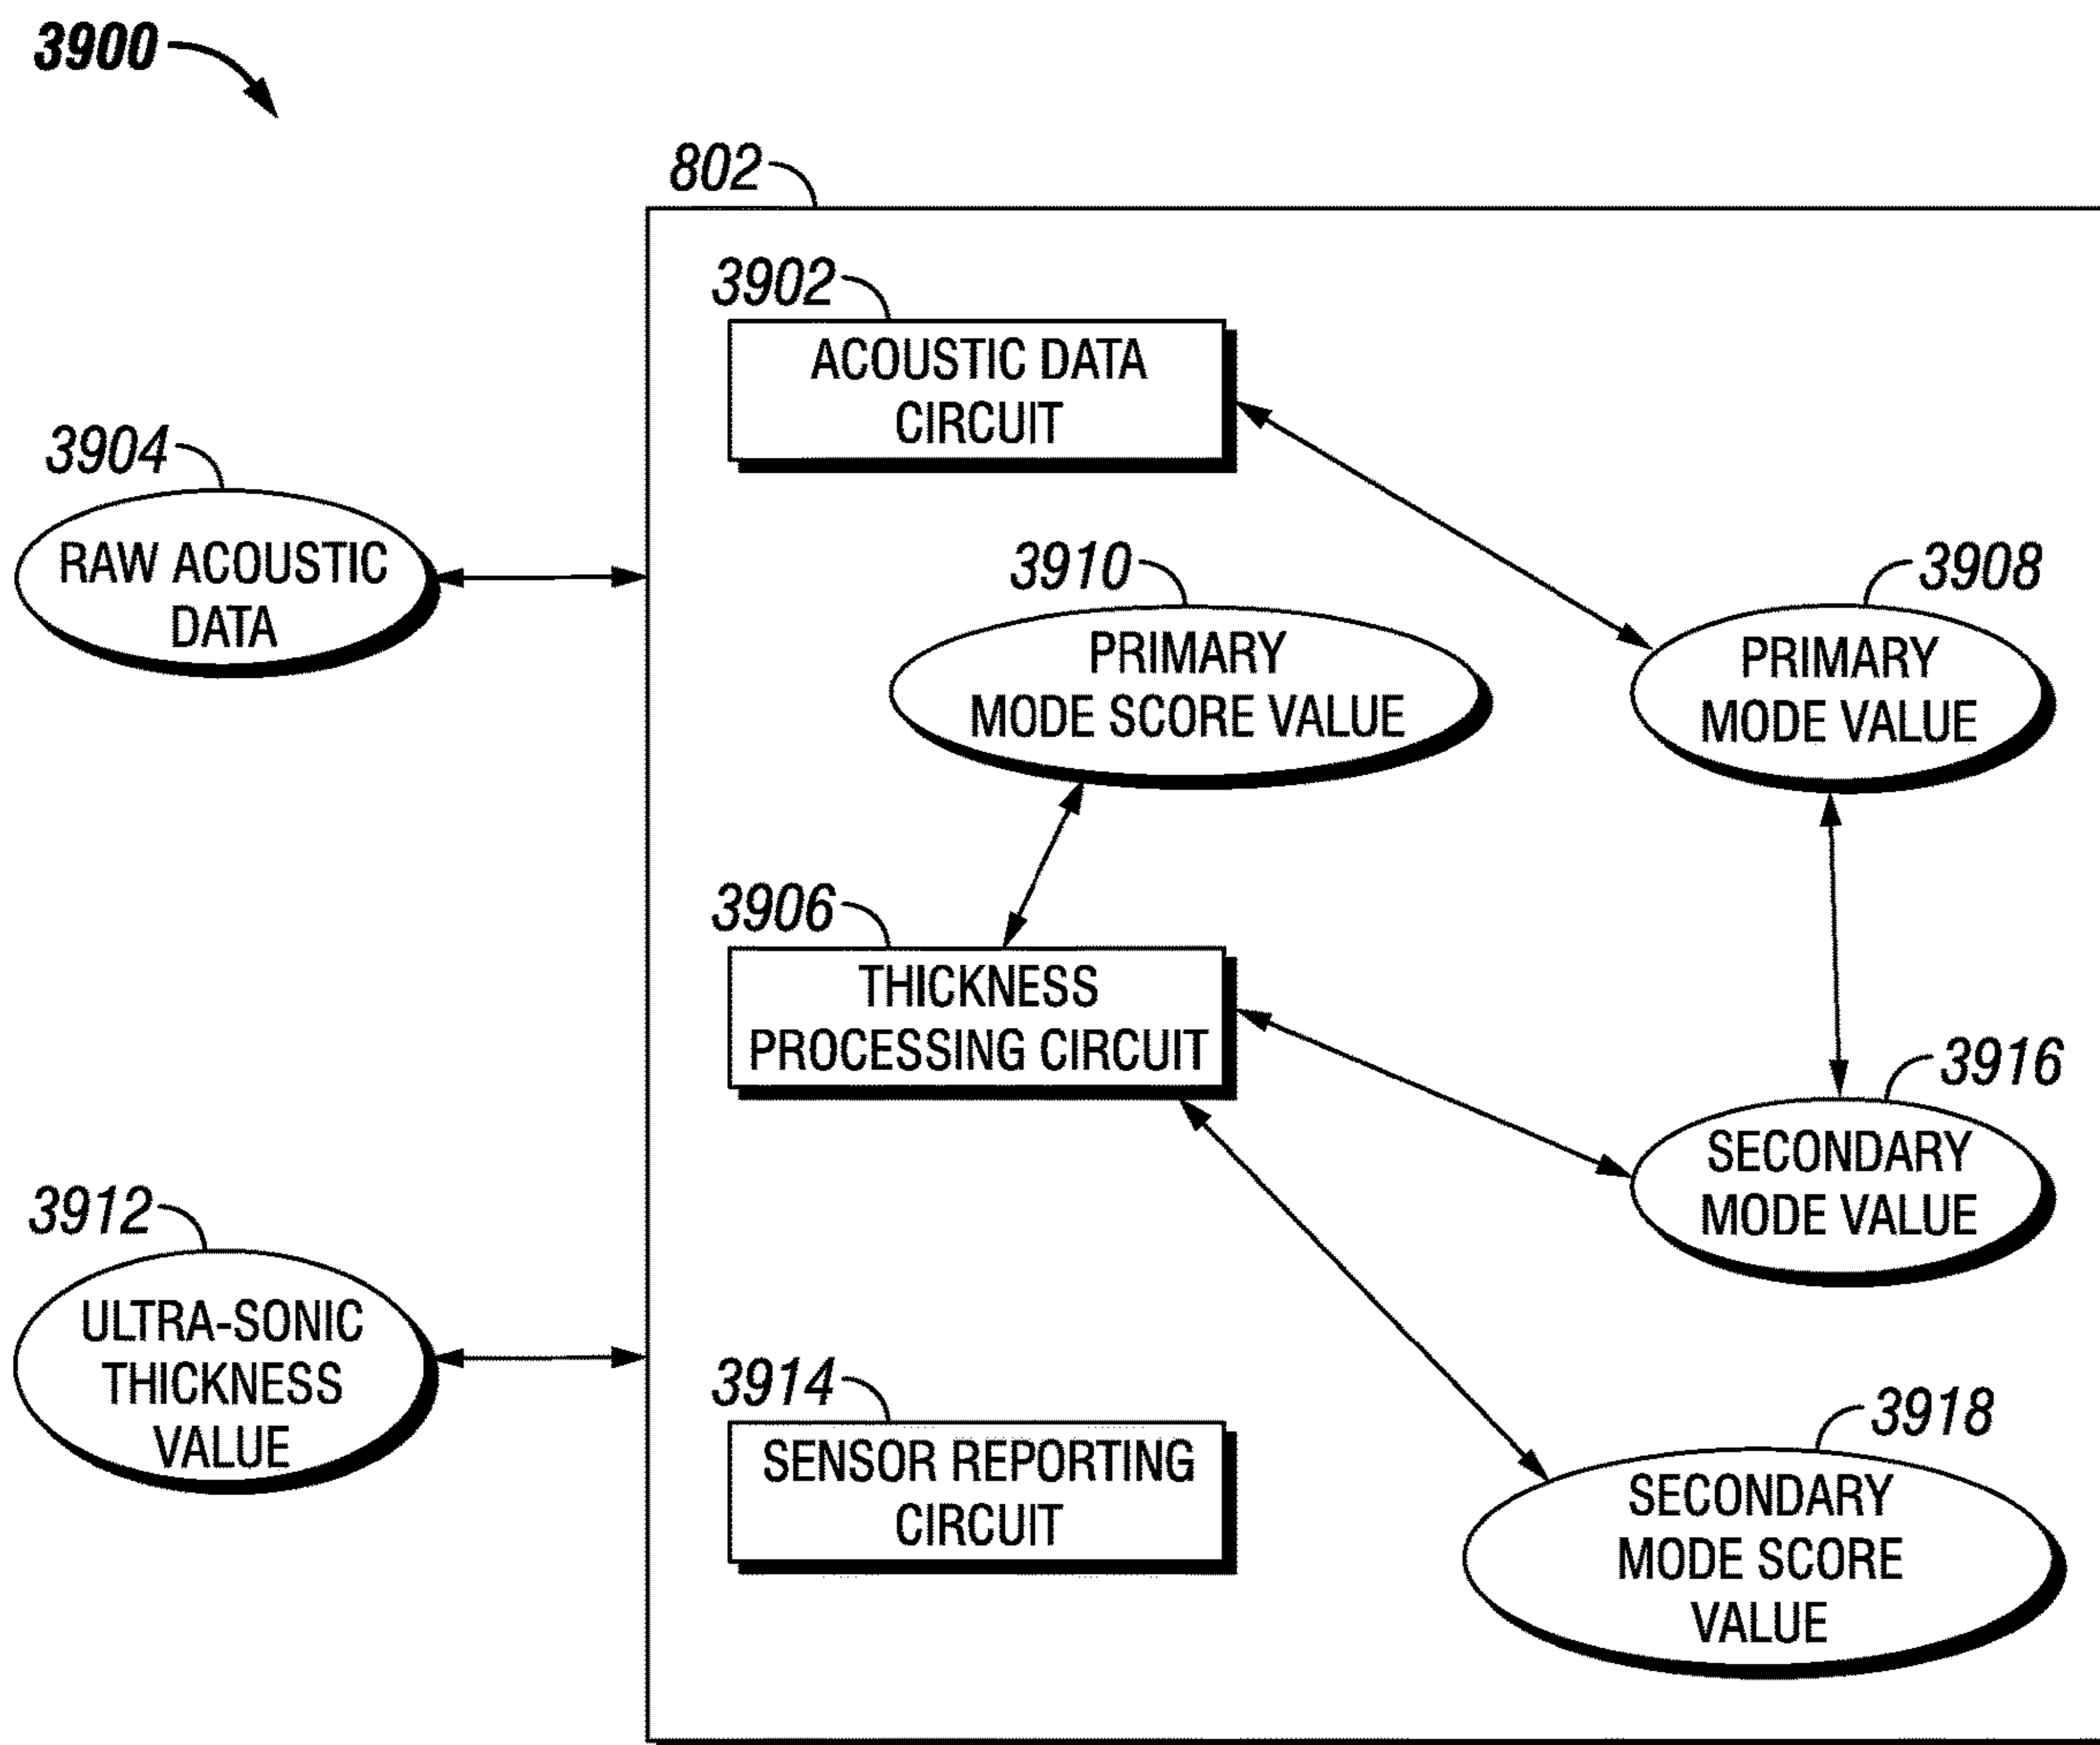 3900
802
3902
ACOUSTIC DATA
CIRCUIT
3904
RAW ACOUSTIC
DATA
3910
PRIMARY
MODE SCORE VALUE
3908
PRIMARY
MODE VALUE
3906
THICKNESS
PROCESSING CIRCUIT
3916
SECONDARY
MODE VALUE
3912
ULTRA-SONIC
THICKNESS
VALUE
3914
SENSOR REPORTING
CIRCUIT
3918
SECONDARY
MODE SCORE
VALUE